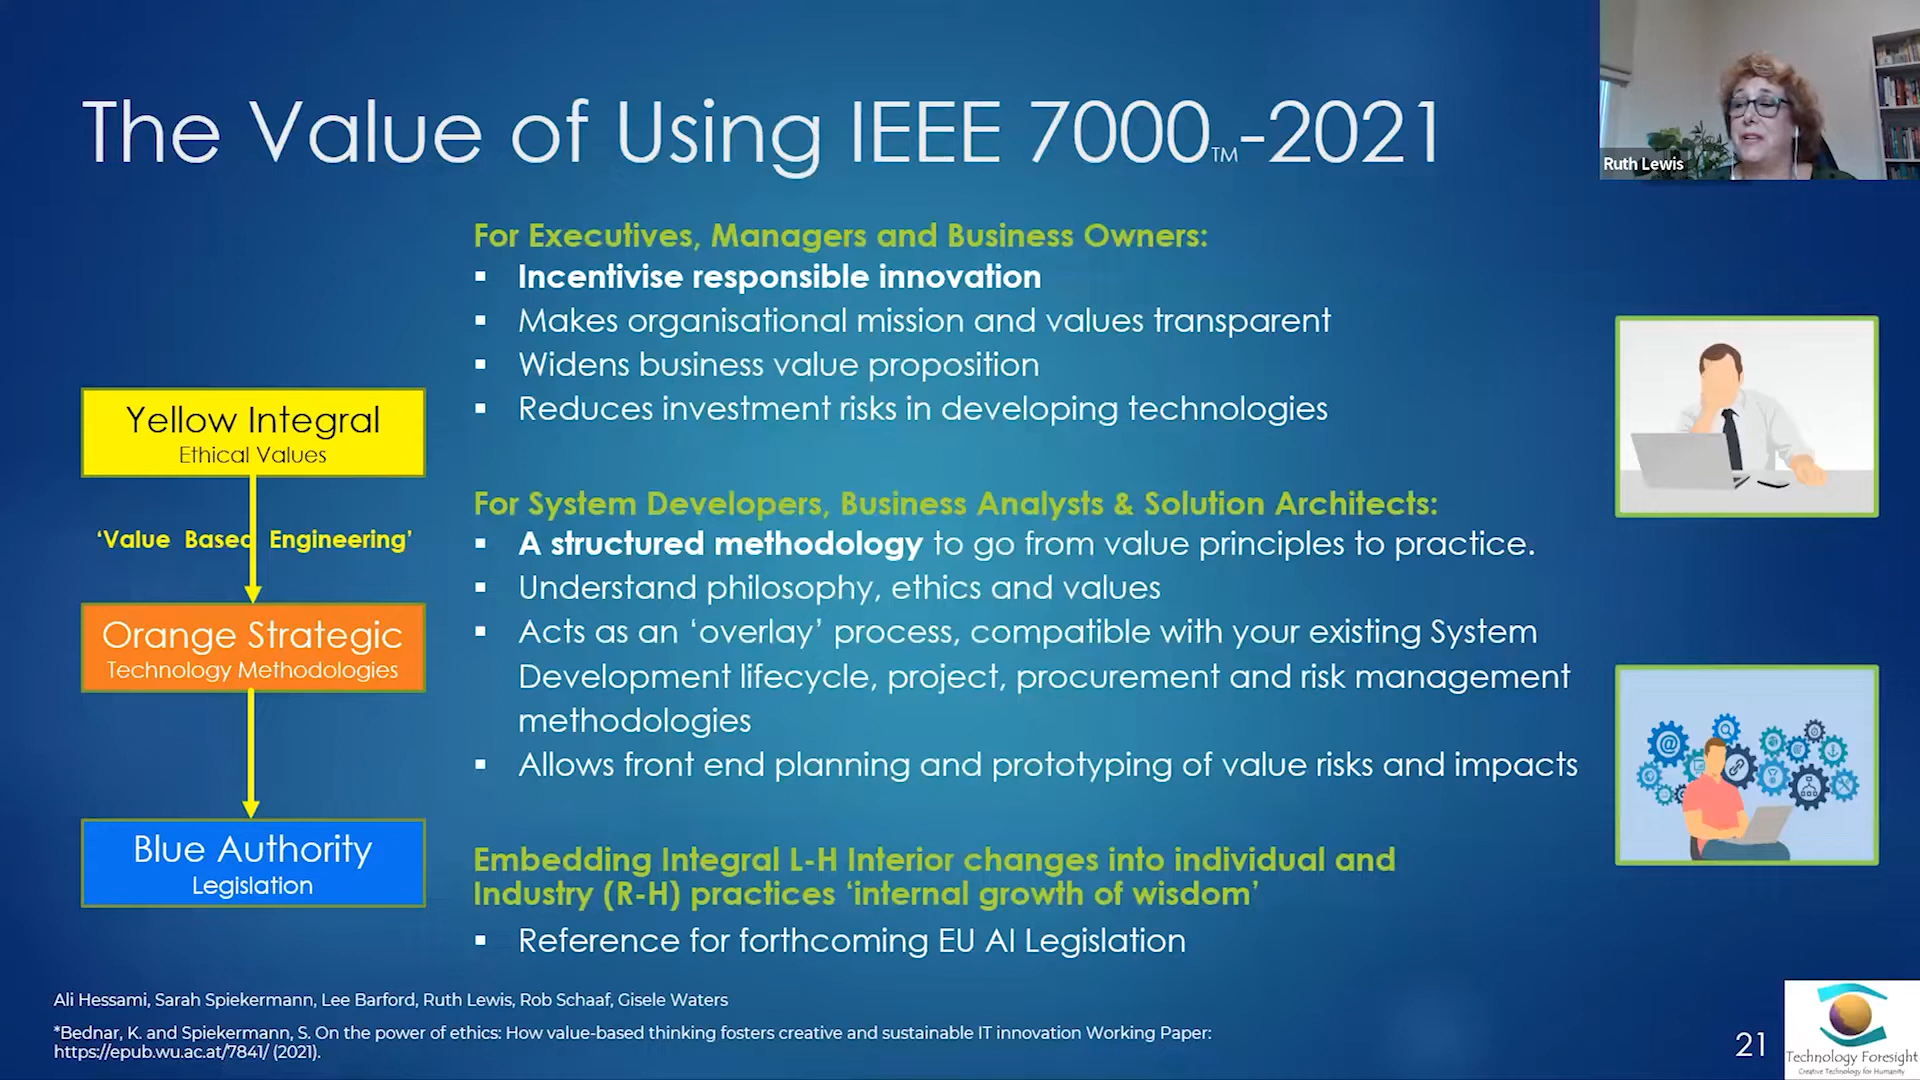 The Value of Using IEEE 7000™-2021
Ruth Lewis
For Executives, Managers and Business Owners:
▪ Incentivise responsible innovation
▪ Makes organisational mission and values transparent
▪ Widens business value proposition
▪ Reduces investment risks in developing technologies
Yellow Integral
Ethical Values
‘Value Based Engineering’
Orange Strategic
Technology Methodologies
Blue Authority
Legislation
For System Developers, Business Analysts & Solution Architects:
▪ A structured methodology to go from value principles to practice.
▪ Understand philosophy, ethics and values
▪ Acts as an ‘overlay’ process, compatible with your existing System
Development lifecycle, project, procurement and risk management
methodologies
▪ Allows front end planning and prototyping of value risks and impacts
Embedding Integral L-H Interior changes into individual and
Industry (R-H) practices ‘internal growth of wisdom’
▪ Reference for forthcoming EU AI Legislation
Ali Hessami, Sarah Spiekermann, Lee Barford, Ruth Lewis, Rob Schaaf, Gisele Waters
*Bednar, K. and Spiekermann, S. On the power of ethics: How value-based thinking fosters creative and sustainable IT innovation Working Paper:
https://epub.wu.ac.at/7841/ (2021).
21
Technology Foresight
Creative Technology for Humanity